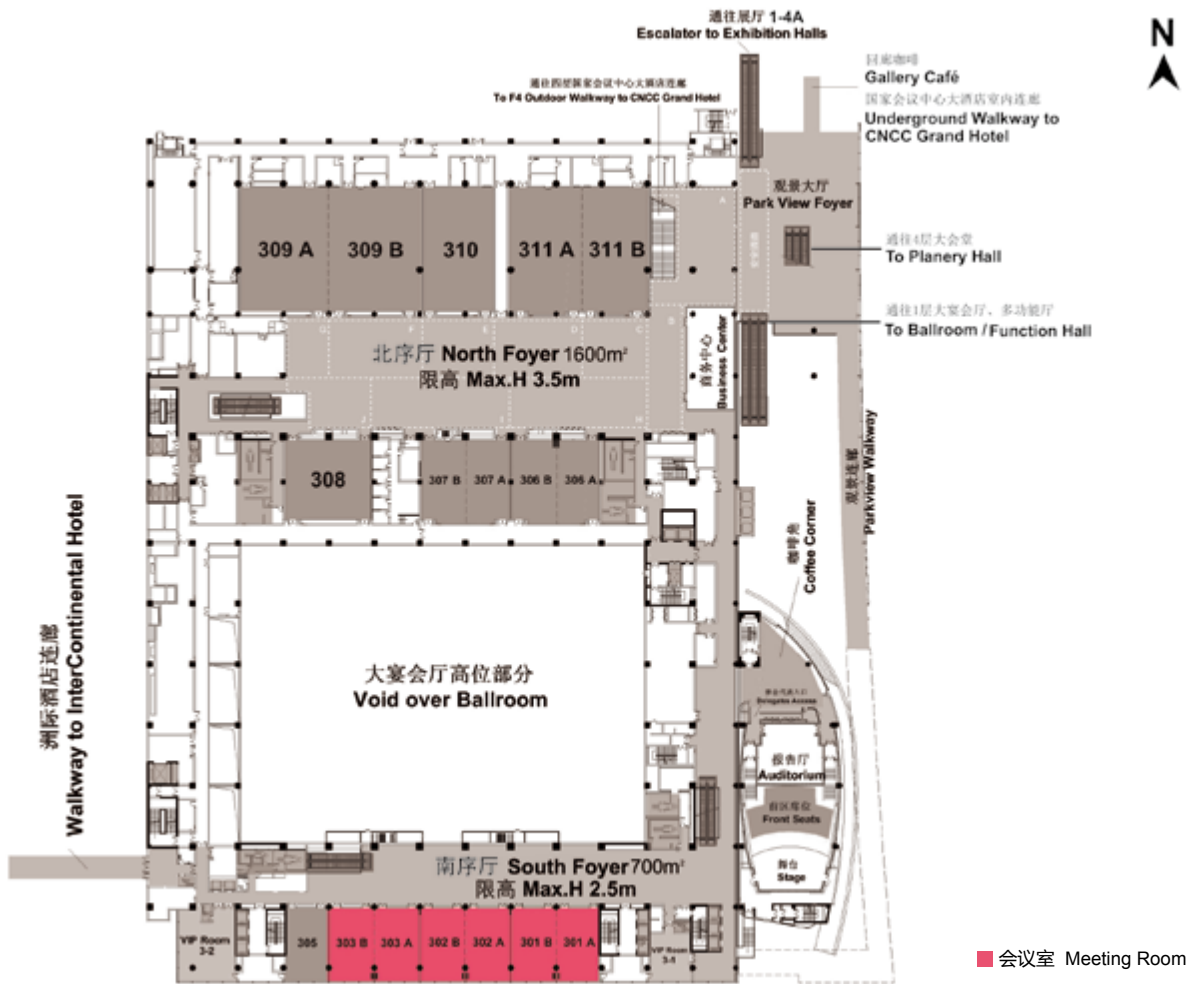 通往展厅 1-4A
Escalator to Exhibition Halls
N
回廊咖啡
Gallery Café
国家会议中心大酒店室内连廊
Underground Walkway to
CNCC Grand Hotel
通往四层国家会议中心大酒店连廊
To F4 Outdoor Walkway to CNCC Grand Hotel
观景大厅
Park View Foyer
A
通往4层大会堂
To Planery Hall
309 A
309 B
310
311 A
311 B
通往1层大宴会厅、多功能厅
To Ballroom / Function Hall
B
G
F
E
D
C
北序厅 North Foyer 1600m²
限高 Max.H 3.5m
商务中心
Business Center
J
I
H
308
307 B
307 A
306 B
306 A
观景连廊
Parkview Walkway
咖啡角
Coffee Corner
洲际酒店连廊
Walkway to InterContinental Hotel
大宴会厅高位部分
Void over Ballroom
参会代表入口
Delegates Access
报告厅
Auditorium
前区席位
Front Seats
舞台
Stage
南序厅 South Foyer 700m²
限高 Max.H 2.5m
VIP Room
3-2
305
303 B
303 A
302 B
302 A
301 B
301 A
VIP Room
3-1
会议室 Meeting Room